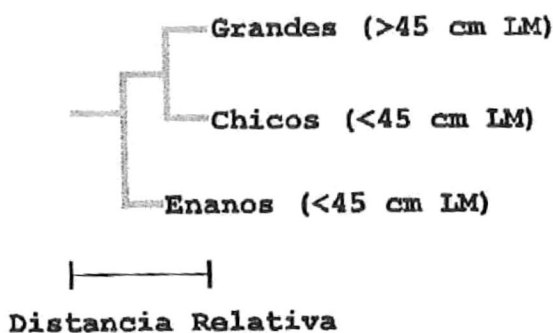 Grandes (>45 cm LM)
Chicos (<45 cm LM)
Enanos (<45 cm LM)
Distancia Relativa